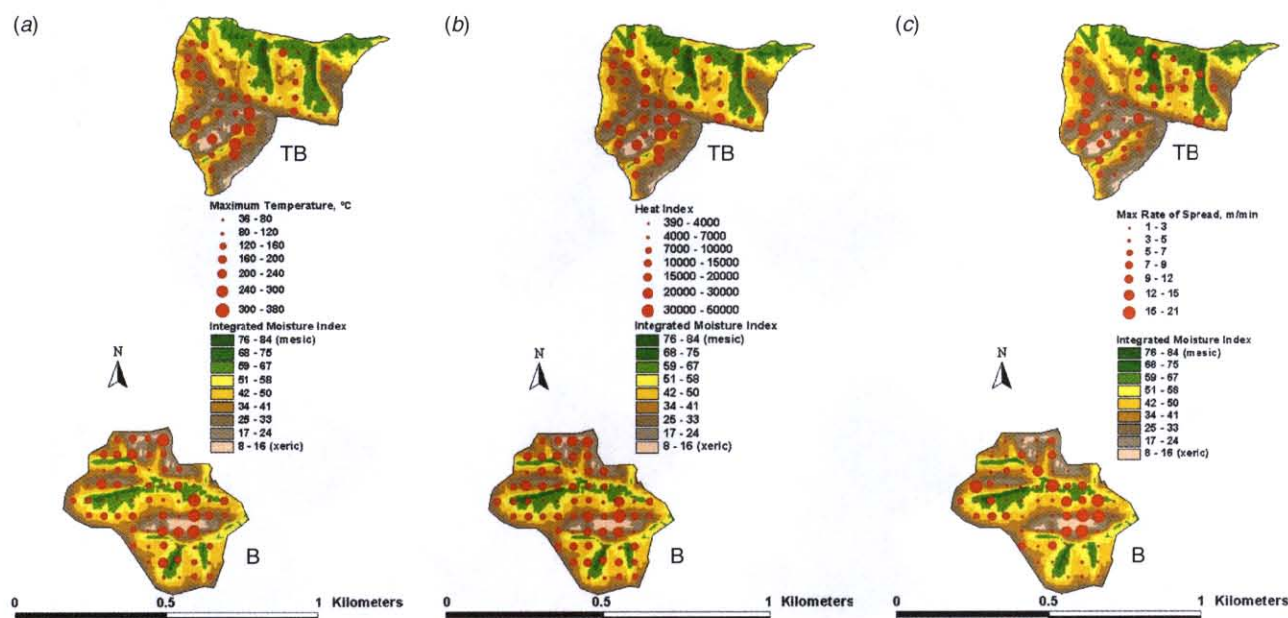 (a)
TB
Maximum Temperature, °C
36 - 80
80 - 120
120 - 160
160 - 200
200 - 240
240 - 300
300 - 380
Integrated Moisture Index
76 - 84 (mesic)
68 - 75
59 - 67
51 - 58
42 - 50
34 - 41
25 - 33
17 - 24
8 - 16 (xeric)
N
B
0 0.5 1 Kilometers
(b)
TB
Heat Index
390 - 4000
4000 - 7000
7000 - 10000
10000 - 15000
15000 - 20000
20000 - 30000
30000 - 60000
Integrated Moisture Index
76 - 84 (mesic)
68 - 75
59 - 67
51 - 58
42 - 50
34 - 41
25 - 33
17 - 24
8 - 16 (xeric)
N
B
0 0.5 1 Kilometers
(c)
TB
Max Rate of Spread, m/min
1 - 3
3 - 5
5 - 7
7 - 9
9 - 12
12 - 15
15 - 21
Integrated Moisture Index
76 - 84 (mesic)
68 - 75
59 - 67
51 - 58
42 - 50
34 - 41
25 - 33
17 - 24
8 - 16 (xeric)
N
B
0 0.5 1 Kilometers